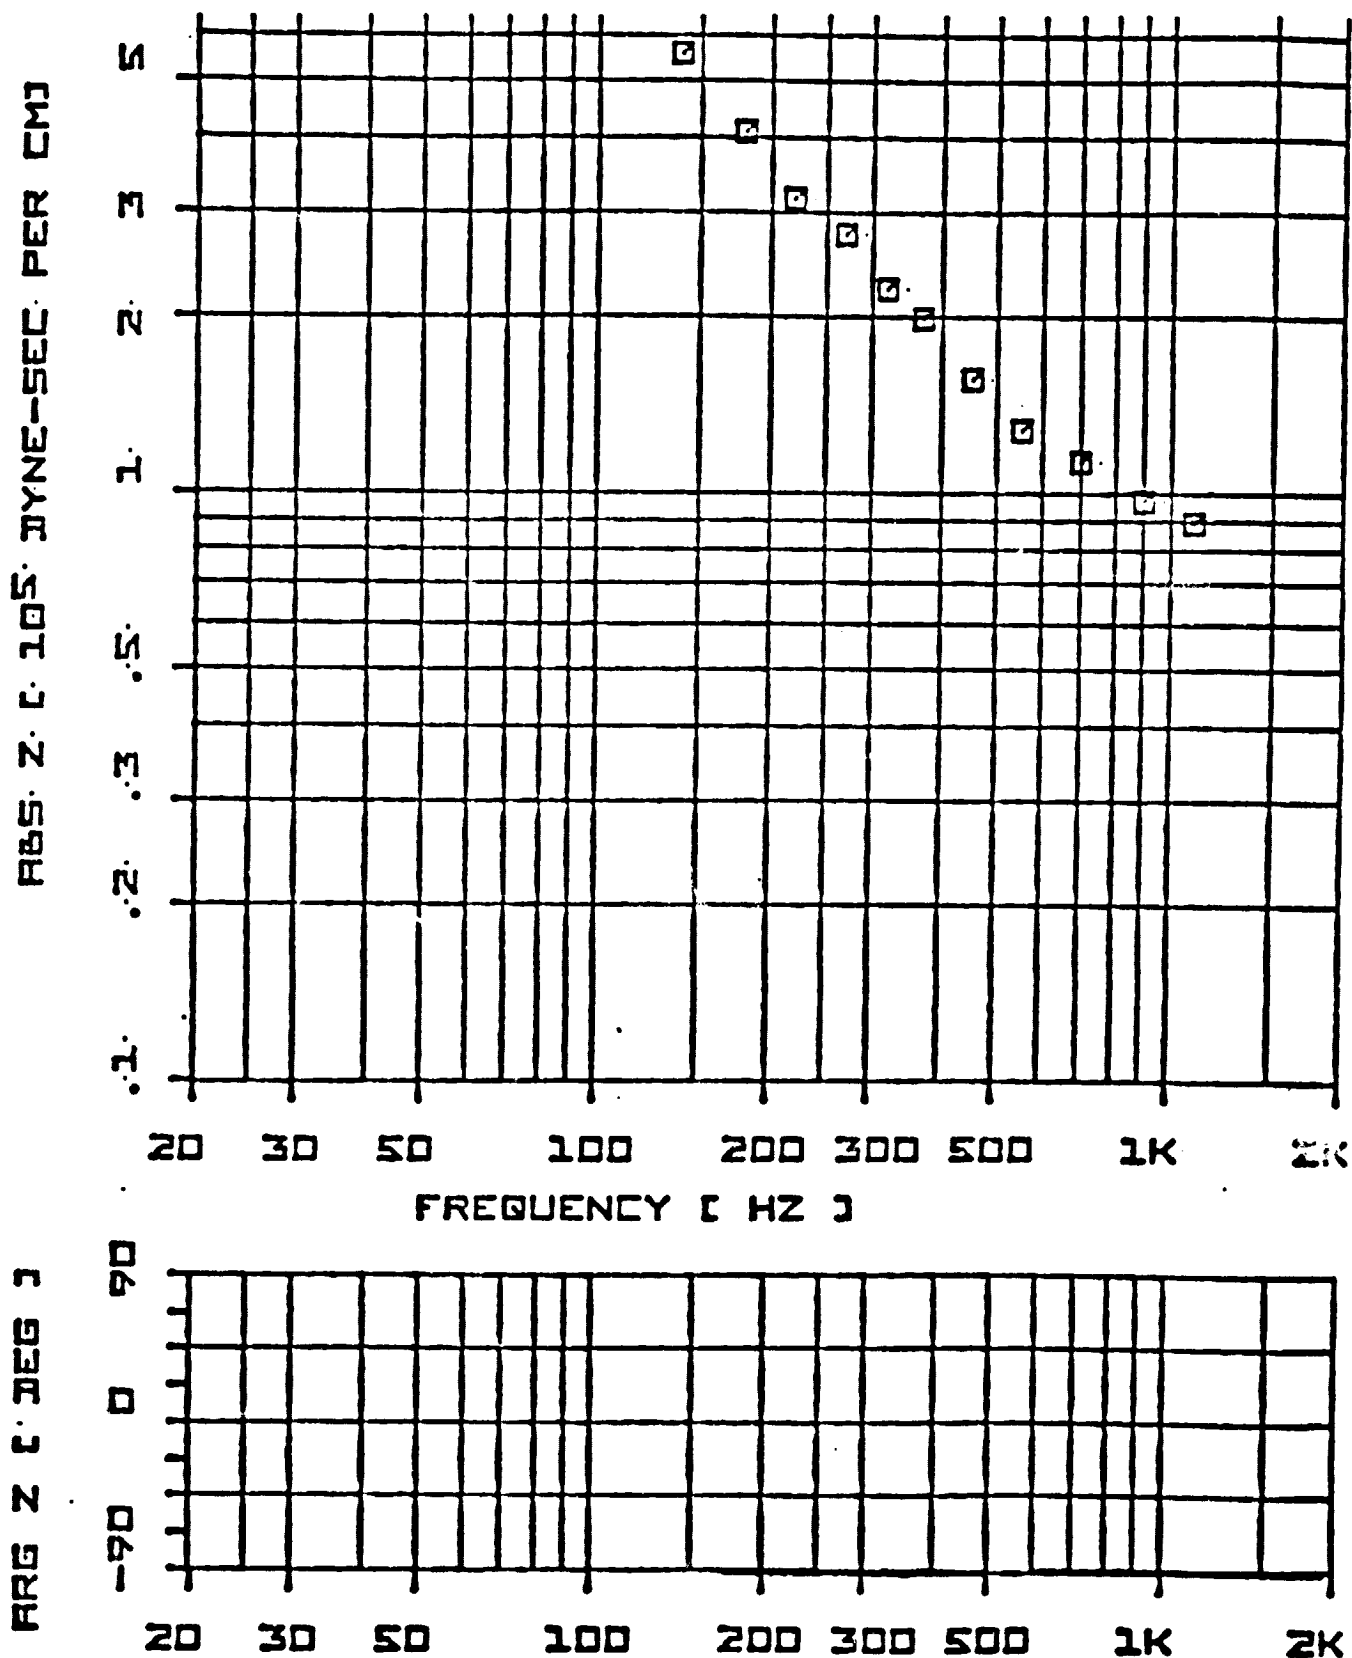 ABS. Z. [. 10⁵. DYNE-SEC. PER CM]
5
3
2.
1.
.5.
.3.
.2.
.1.
20 30 50 100 200 300 500 1K 2K
FREQUENCY [ HZ ]
ARG Z [. DEG ]
90
0
-90
20 30 50 100 200 300 500 1K 2K